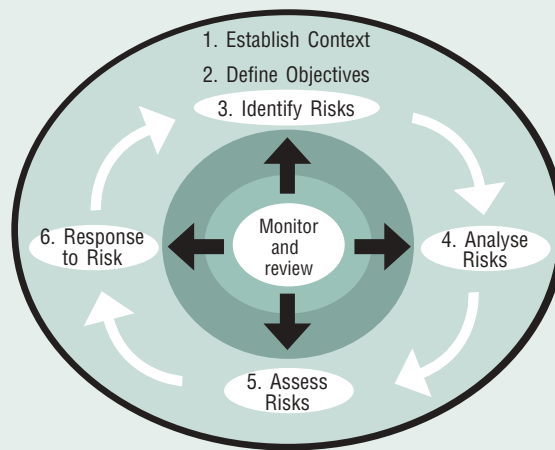 1. Establish Context
2. Define Objectives
3. Identify Risks
4. Analyse
Risks
5. Assess
Risks
6. Response
to Risk
Monitor
and
review